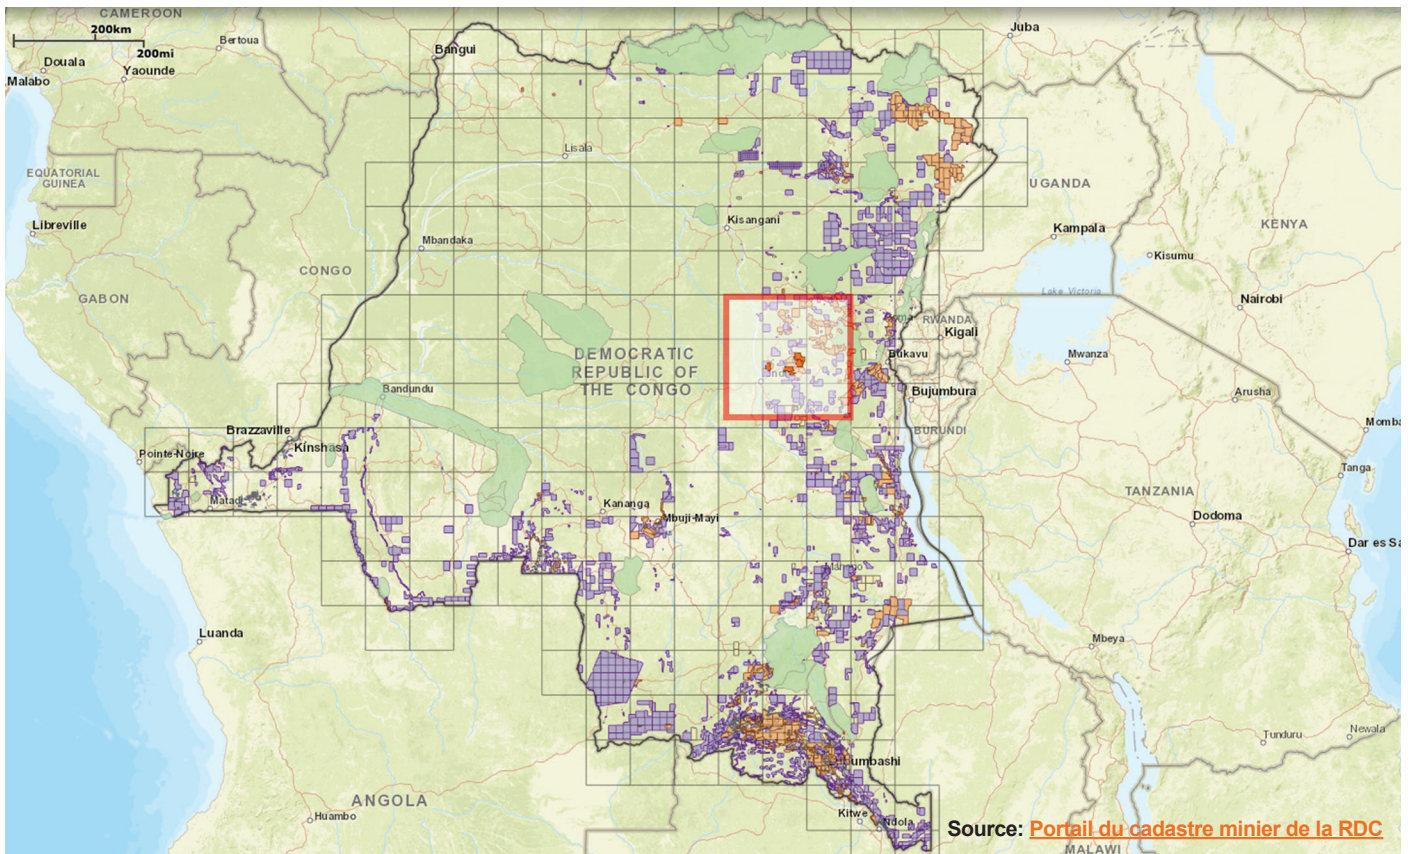 CAMEROON
200km
200mi
Bertoua
Juba
Douala
Yaounde
Malabo
Bangui
Lisala
EQUATORIAL
GUINEA
UGANDA
Libreville
Kisangani
Kampala
KENYA
Mbandaka
Kisumu
CONGO
Lake Victoria
GABON
Nairobi
RWANDA
Kigali
DEMOCRATIC
REPUBLIC OF
THE CONGO
Bukavu
Mwanza
Bandundu
Bujumbura
Arusha
Brazzaville
BURUNDI
Momba
Kinshasa
Pointe-Noire
Tanga
Matadi
Kananga
TANZANIA
Mbuji-Mayi
Dodoma
Dar es Sa
Luanda
Mbeya
Tunduru
Newala
ubumbashi
ANGOLA
Huambo
Kitwe
Ndola
Source: Portail du cadastre minier de la RDC
MALAWI